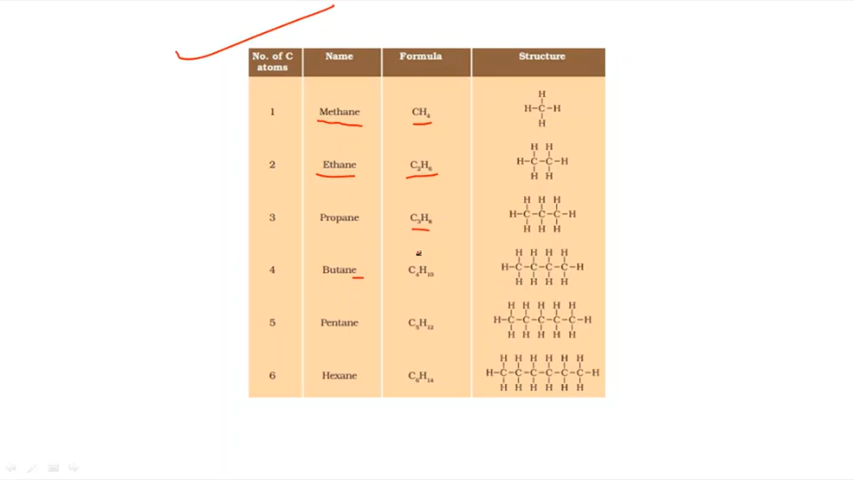 No. of C atoms Name Formula Structure
1 Methane CH₄
H
H-C-H
H
2 Ethane C₂H₆
H H
H-C-C-H
H H
3 Propane C₃H₈
H H H
H-C-C-C-H
H H H
4 Butane C₄H₁₀
H H H H
H-C-C-C-C-H
H H H H
5 Pentane C₅H₁₂
H H H H H
H-C-C-C-C-C-H
H H H H H
6 Hexane C₆H₁₄
H H H H H H
H-C-C-C-C-C-C-H
H H H H H H